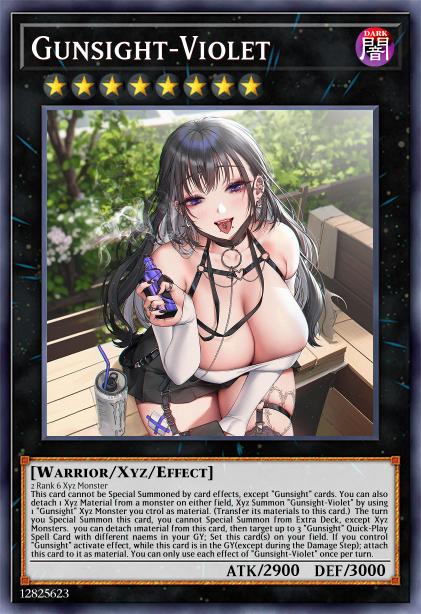 GUNSIGHT-VIOLET
DARK
闇
[WARRIOR/XYZ/EFFECT]
2 Rank 6 Xyz Monster
This card cannot be Special Summoned by card effects, except "Gunsight" cards. You can also
detach 1 Xyz Material from a monster on either field, Xyz Summon "Gunsight-Violet" by using
1 "Gunsight" XyZ Monster you ctrol as material. (Transfer its materials to this card.) The turn
you Special Summon this, you cannot Special Summon from Extra Deck, except Xyz
Monsters. you can detach material from this card, then target up to 3 "Gunsight" Quick-Play
Spell Card with different naems in your GY; Set this card(s) on your field. If you control
"Gunsight" activate effect, while this card is in the GY(except during the Damage Step); attach
this card to it as material. You can only use each effect of "Gunsight-Violet" once per turn.
ATK/2900 DEF/3000
12825623